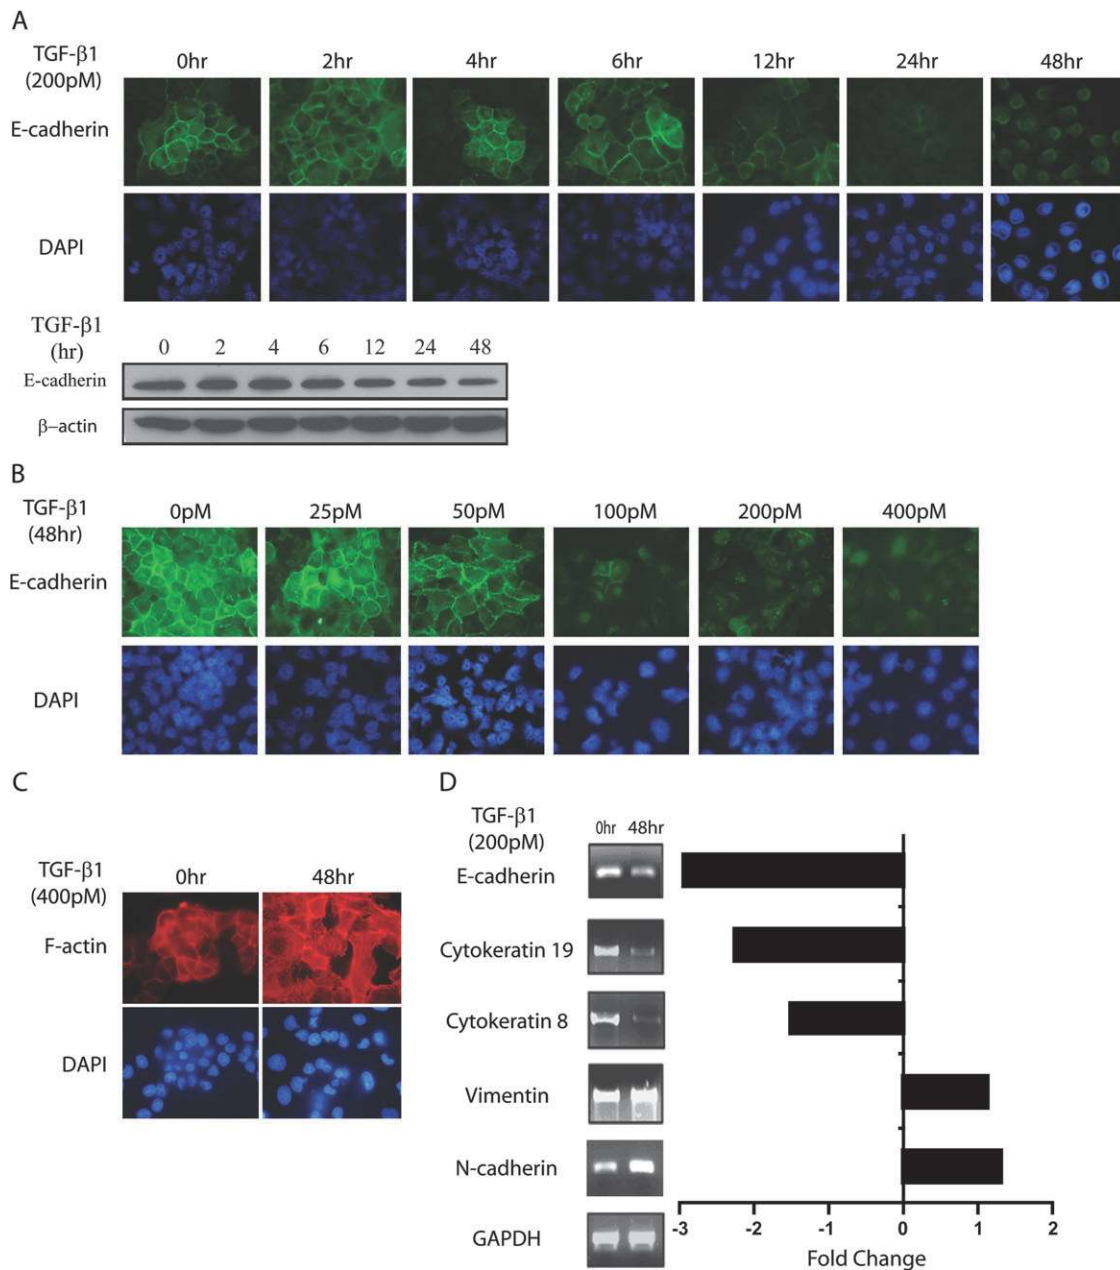 A
TGF-β1
(200pM)
0hr 2hr 4hr 6hr 12hr 24hr 48hr
E-cadherin
DAPI
TGF-β1
(hr)
0 2 4 6 12 24 48
E-cadherin
β-actin
B
TGF-β1
(48hr)
0pM 25pM 50pM 100pM 200pM 400pM
E-cadherin
DAPI
C
TGF-β1
(400pM)
0hr 48hr
F-actin
DAPI
D
TGF-β1
(200pM)
0hr 48hr
E-cadherin
Cytokeratin 19
Cytokeratin 8
Vimentin
N-cadherin
GAPDH
-3 -2 -1 0 1 2
Fold Change